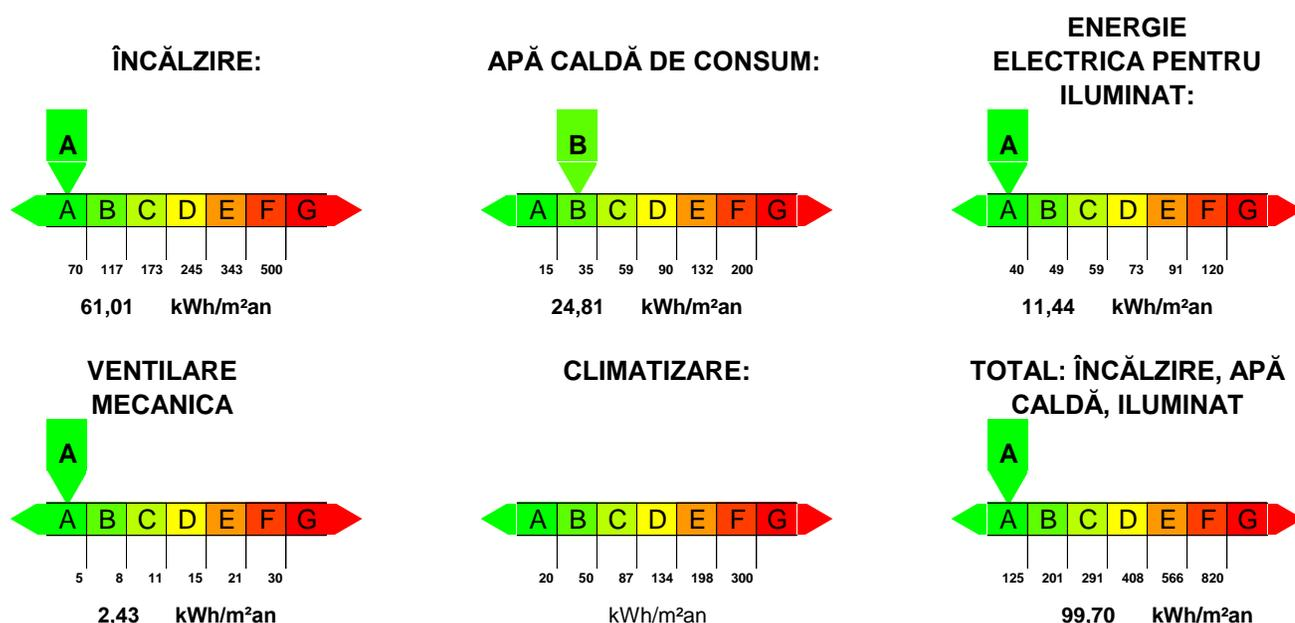 ÎNCĂLZIRE:
A
A B C D E F G
70 117 173 245 343 500
61,01 kWh/m²an
APĂ CALDĂ DE CONSUM:
B
A B C D E F G
15 35 59 90 132 200
24,81 kWh/m²an
ENERGIE
ELECTRICA PENTRU
ILUMINAT:
A
A B C D E F G
40 49 59 73 91 120
11,44 kWh/m²an
VENTILARE
MECANICA
A
A B C D E F G
5 8 11 15 21 30
2,43 kWh/m²an
CLIMATIZARE:
A B C D E F G
20 50 87 134 198 300
kWh/m²an
TOTAL: ÎNCĂLZIRE, APĂ
CALDĂ, ILUMINAT
A
A B C D E F G
125 201 291 408 566 820
99,70 kWh/m²an